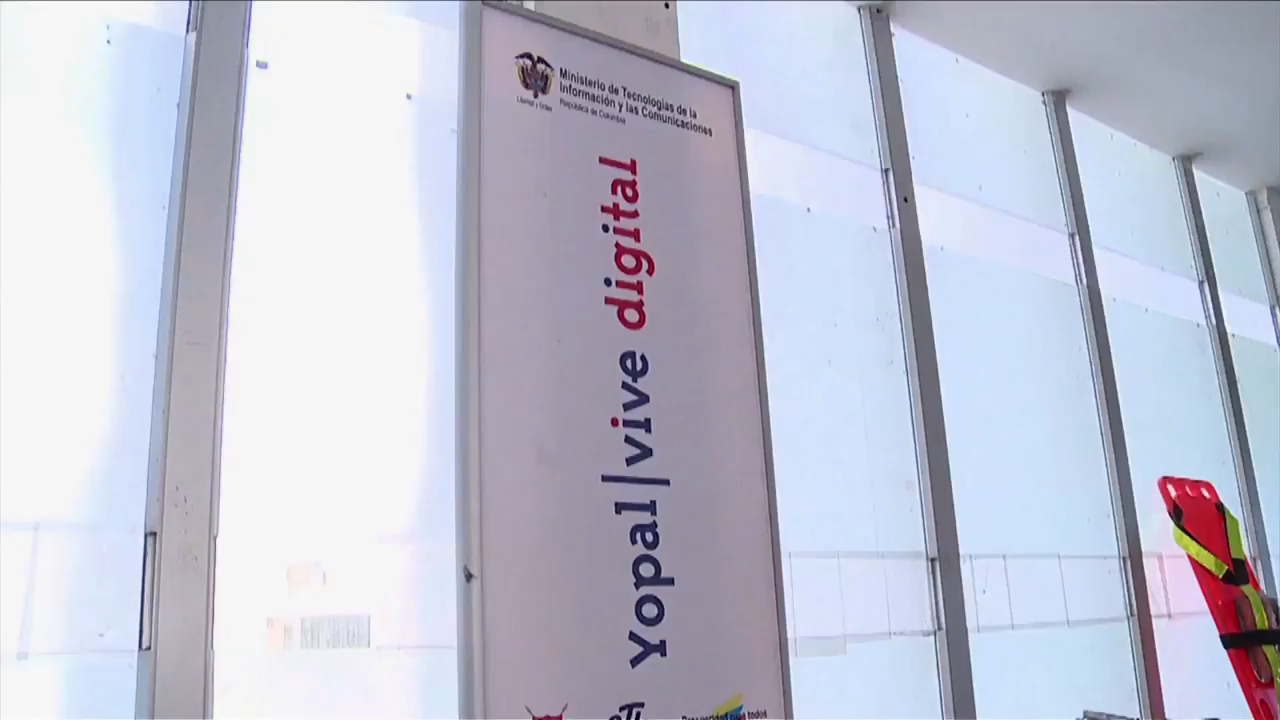 Libertad y Orden
Ministerio de Tecnologías de la
Información y las Comunicaciones
República de Colombia
Yopal|vive digital
Prosperidad para todos